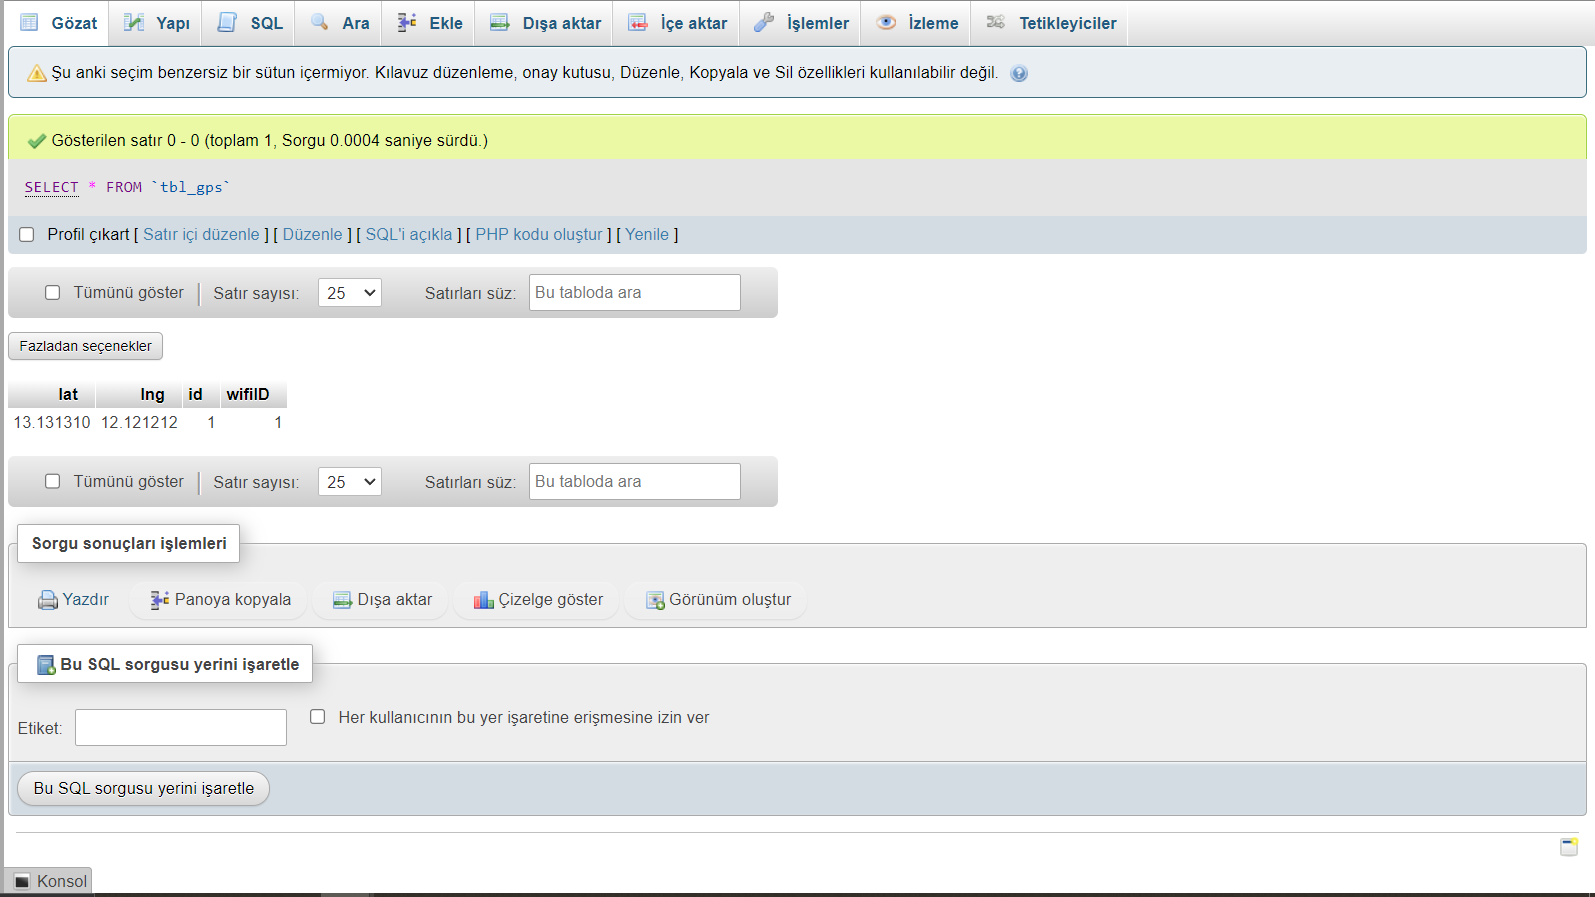 Gözat Yapı SQL Ara Ekle Dışa aktar İçe aktar İşlemler İzleme Tetikleyiciler
Şu anki seçim benzersiz bir sütun içermiyor. Kılavuz düzenleme, onay kutusu, Düzenle, Kopyala ve Sil özellikleri kullanılabilir değil.
Gösterilen satır 0 - 0 (toplam 1, Sorgu 0.0004 saniye sürdü.)
SELECT * FROM `tbl_gps`
Profil çıkart [ Satır içi düzenle ] [ Düzenle ] [ SQL'i açıkla ] [ PHP kodu oluştur ] [ Yenile ]
Tümünü göster Satır sayısı: 25 Satırları süz: Bu tabloda ara
Fazladan seçenekler
lat lng id wifiID
13.131310 12.121212 1 1
Tümünü göster Satır sayısı: 25 Satırları süz: Bu tabloda ara
Sorgu sonuçları işlemleri
Yazdır Panoya kopyala Dışa aktar Çizelge göster Görünüm oluştur
Bu SQL sorgusu yerini işaretle
Etiket: Her kullanıcının bu yer işaretine erişmesine izin ver
Bu SQL sorgusu yerini işaretle
Konsol